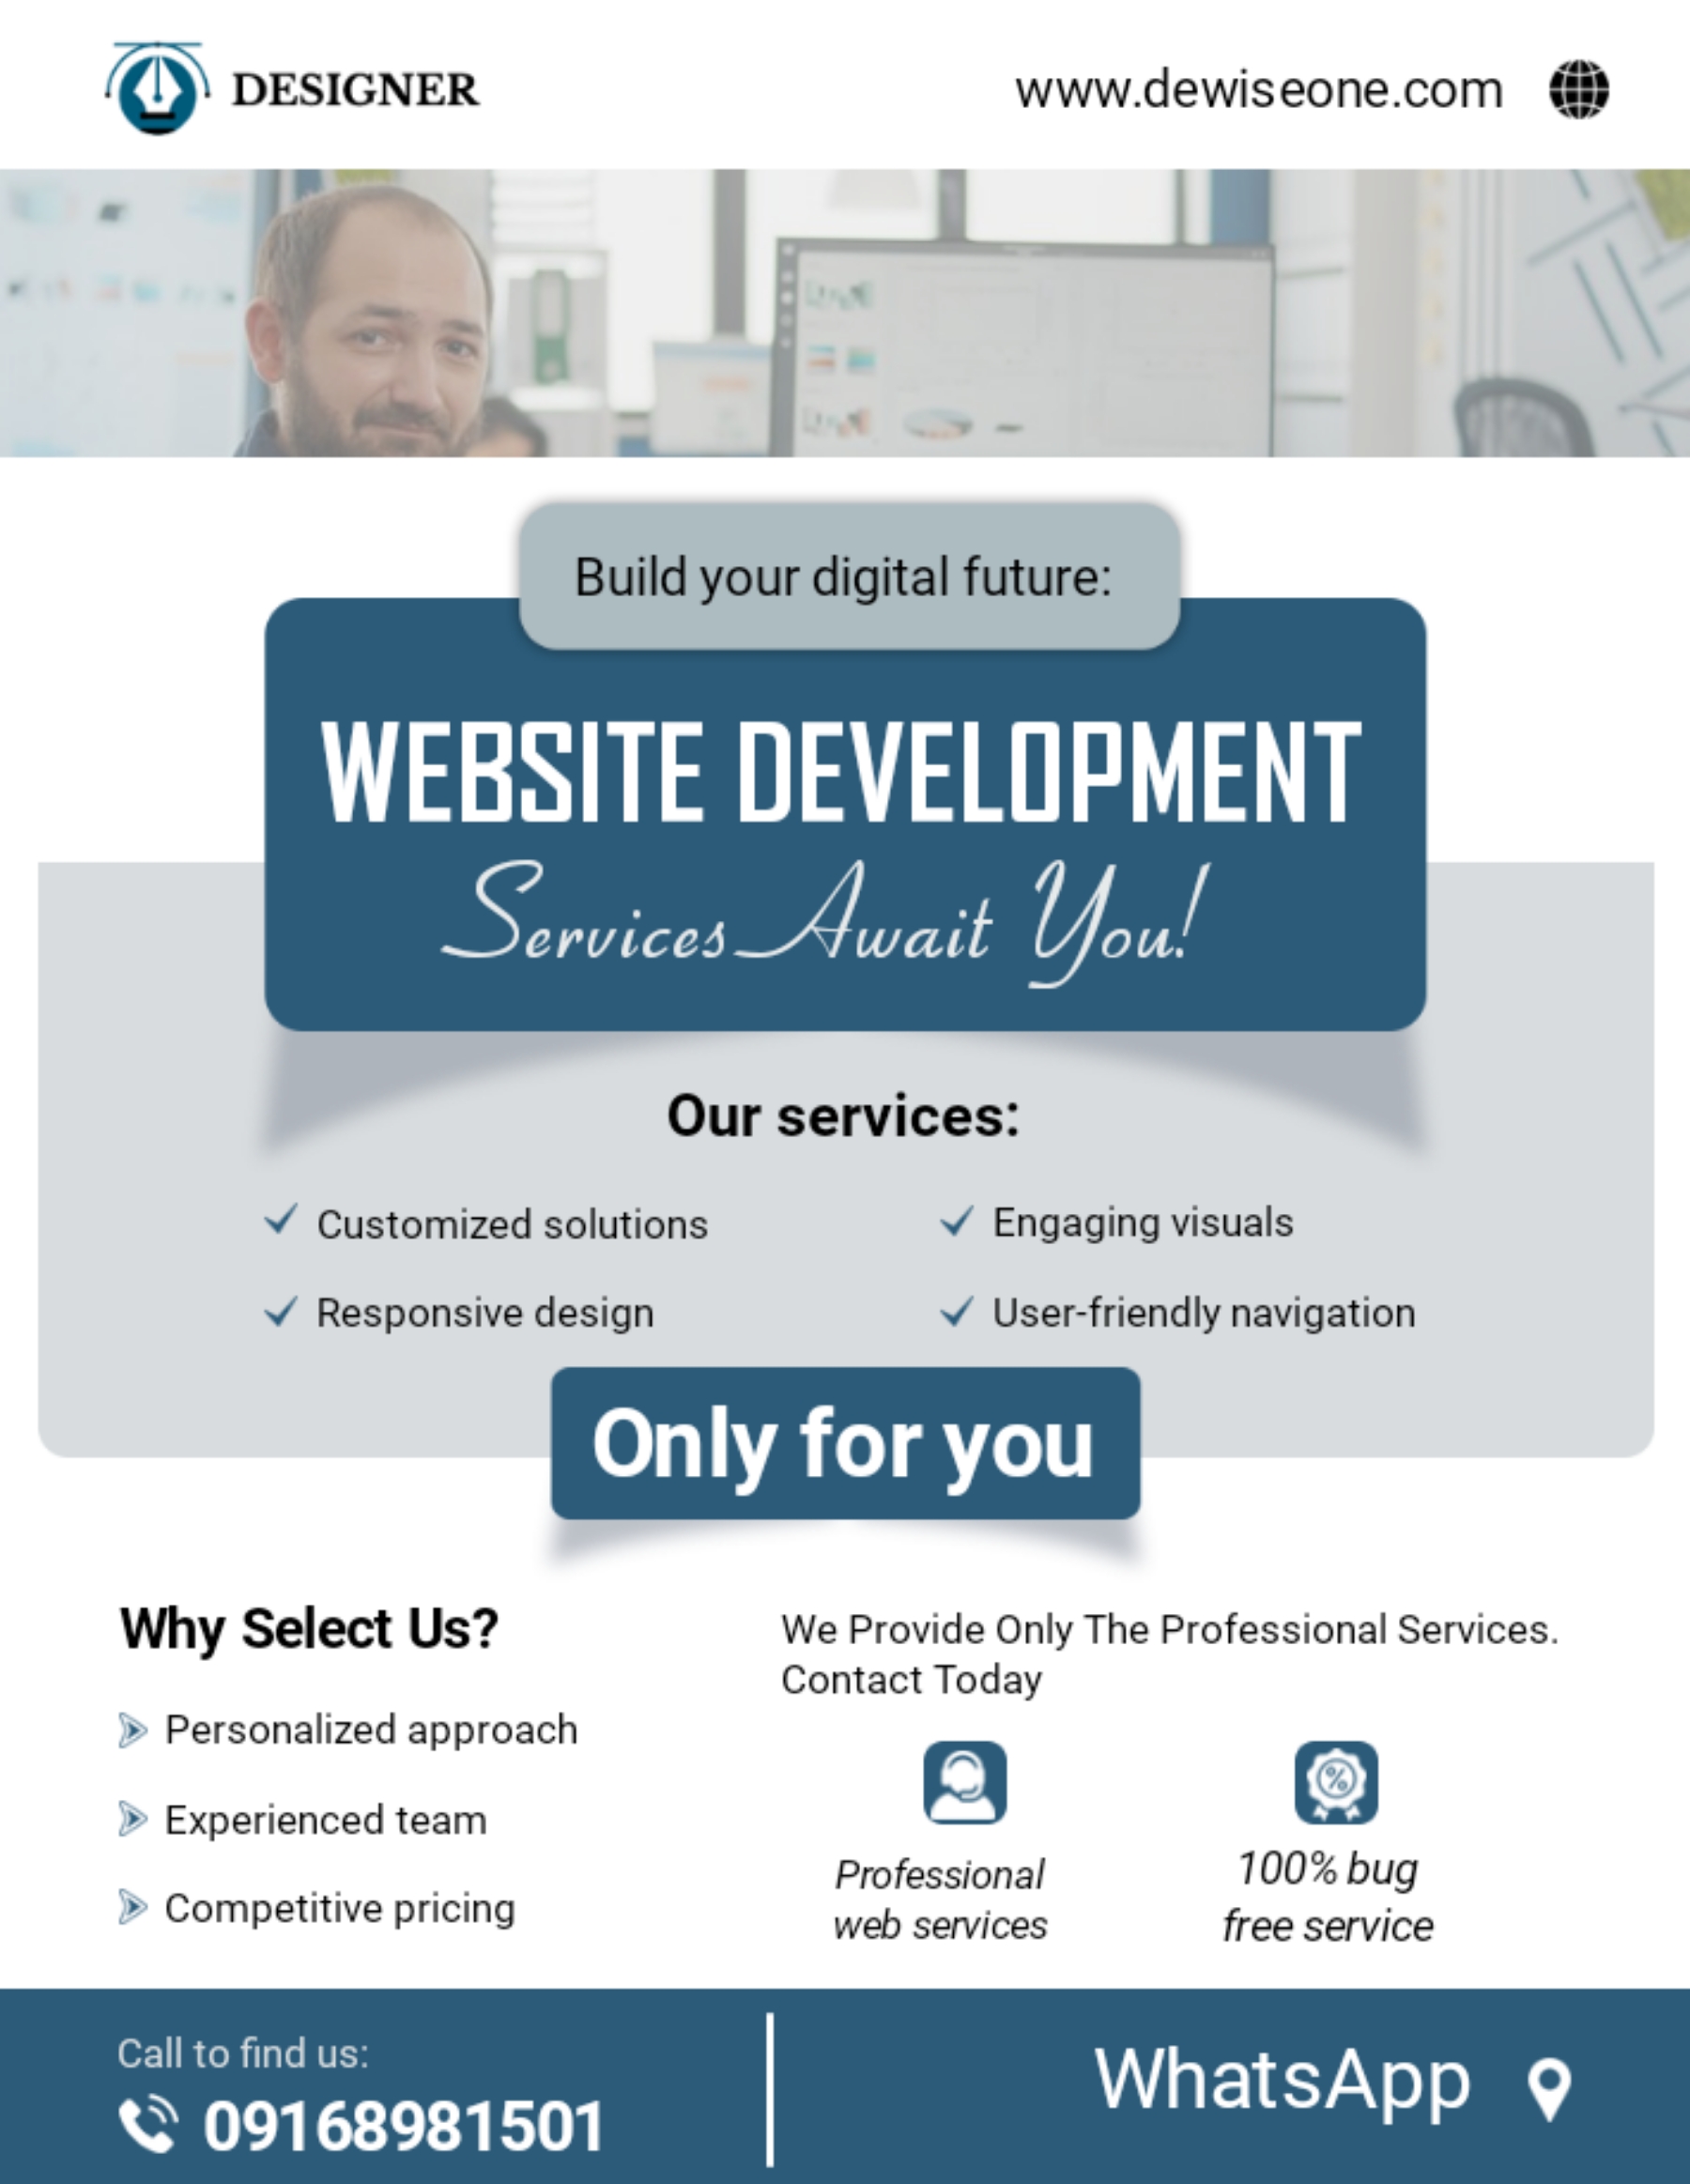 DESIGNER
www.dewiseone.com
Build your digital future:
WEBSITE DEVELOPMENT
Services Await You!
Our services:
Customized solutions
Engaging visuals
Responsive design
User-friendly navigation
Only for you
Why Select Us?
Personalized approach
Experienced team
Competitive pricing
We Provide Only The Professional Services.
Contact Today
Professional
web services
100% bug
free service
Call to find us:
09168981501
WhatsApp